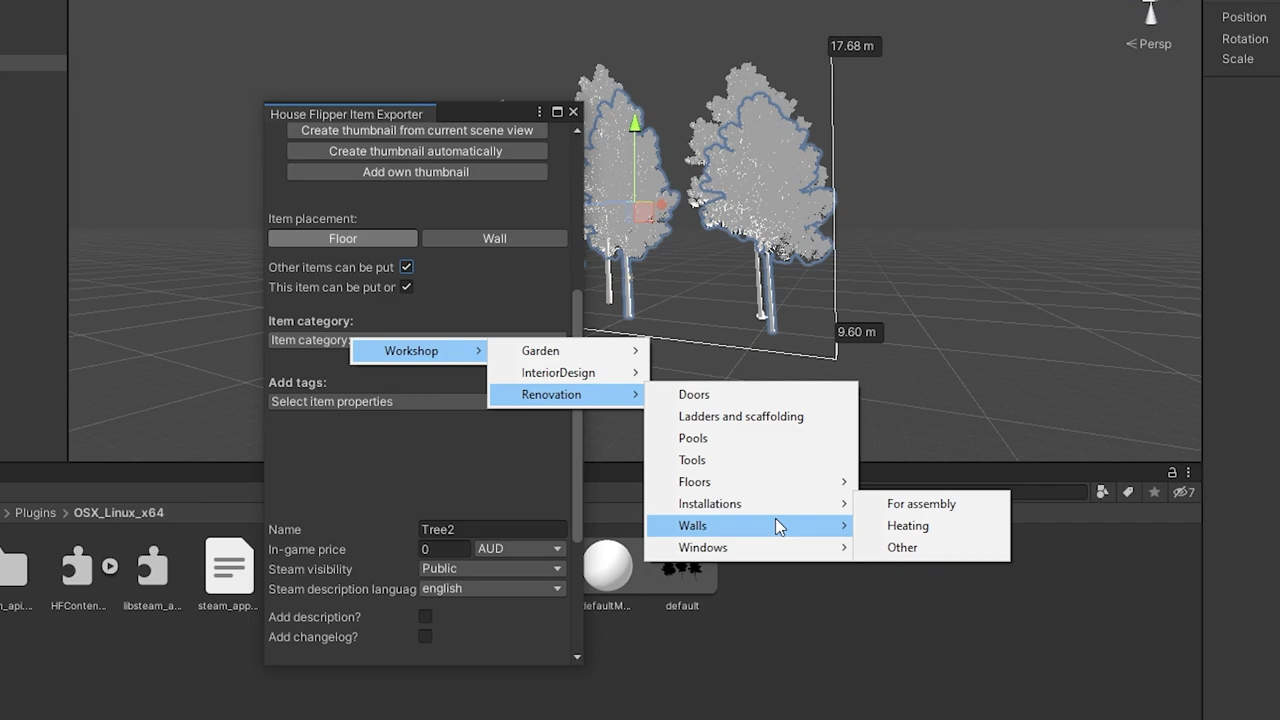 Position
Rotation
Scale
Persp
17.68 m
9.60 m
House Flipper Item Exporter
Create thumbnail from current scene view
Create thumbnail automatically
Add own thumbnail
Item placement:
Floor
Wall
Other items can be put
This item can be put or
Item category:
Item category:
Workshop
Garden
InteriorDesign
Renovation
Doors
Ladders and scaffolding
Pools
Tools
Floors
Installations
Walls
Windows
For assembly
Heating
Other
Add tags:
Select item properties
Name
Tree2
In-game price
0
AUD
Steam visibility
Public
Steam description languag
english
Add description?
Add changelog?
7
Plugins > OSX_Linux_x64
_api...
HFConten...
libsteam_a...
steam_app...
defaultM...
default